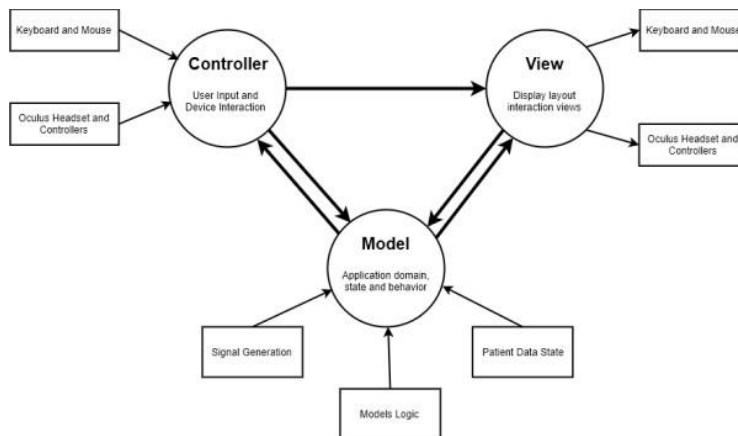 Keyboard and Mouse
Controller
User Input and
Device Interaction
Oculus Headset and
Controllers
View
Display layout
interaction views
Keyboard and Mouse
Oculus Headset and
Controllers
Model
Application domain,
state and behavior
Signal Generation
Models Logic
Patient Data State